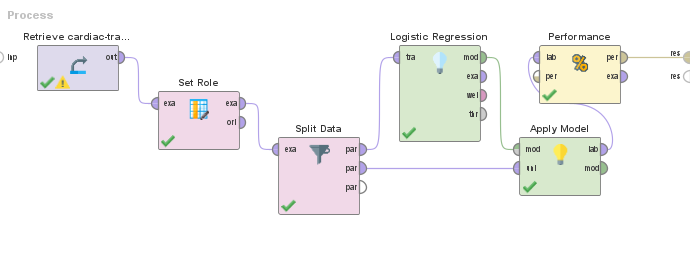 Process
Retrieve cardiac-tra...
inp
out
Set Role
exa
exa
ori
Split Data
exa
par
par
par
Logistic Regression
tra
mod
exa
wei
thr
Apply Model
mod
unl
lab
mod
Performance
lab
per
per
exa
res
res